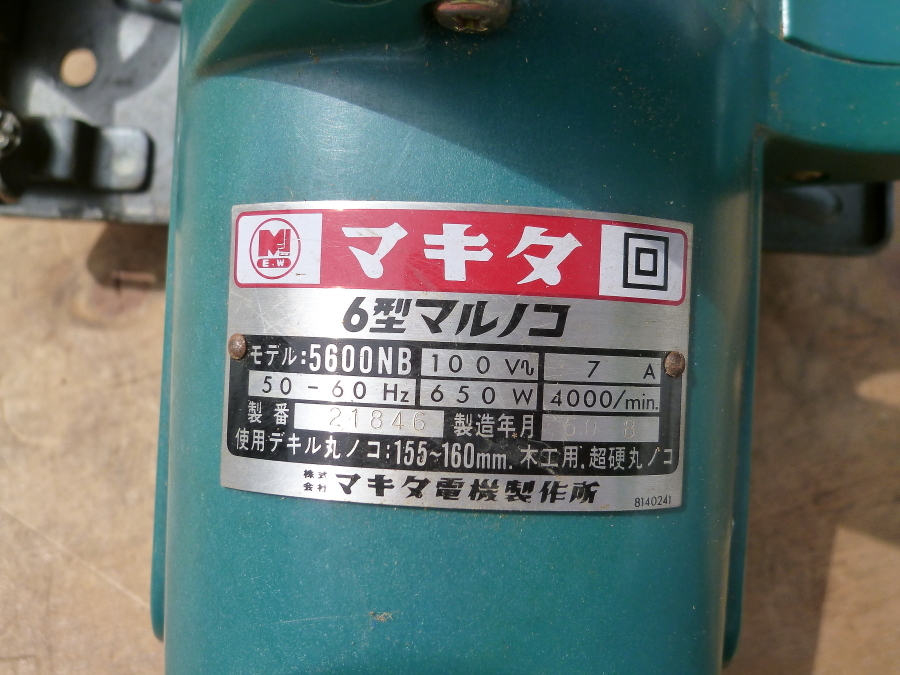 M E.W マキタ
6型マルノコ
モデル:5600NB 100V∿ 7 A
50-60Hz 650W 4000/min.
製番 21846 製造年月 60 8
使用デキル丸ノコ:155~160mm. 木工用.超硬丸ノコ
株式会社 マキタ電機製作所
8140241